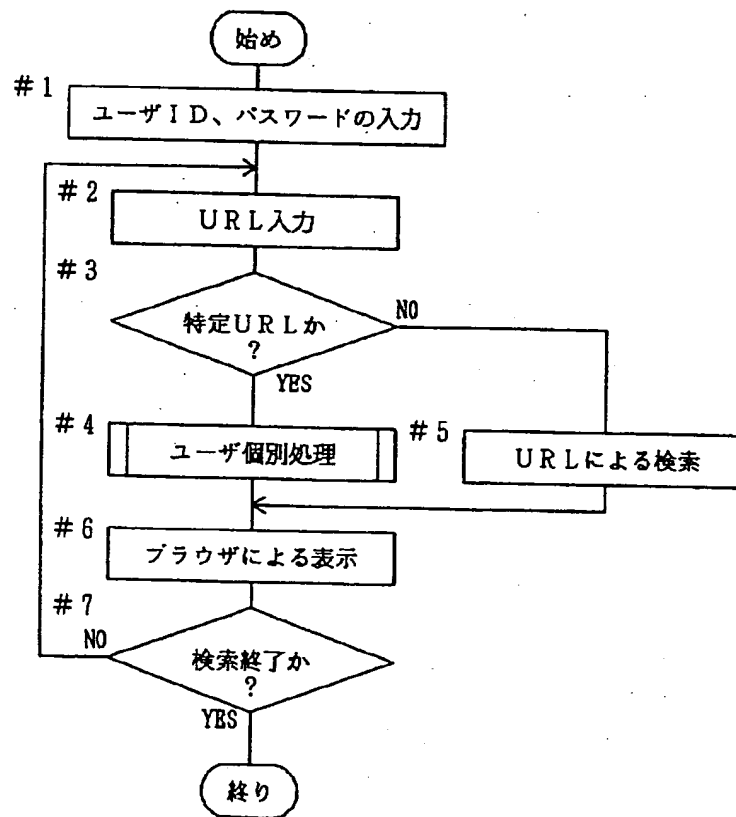 始め
#1
ユーザID、パスワードの入力
#2
URL入力
#3
特定URLか
?
NO
YES
#4
ユーザ個別処理
#5
URLによる検索
#6
ブラウザによる表示
#7
NO
検索終了か
?
YES
終り